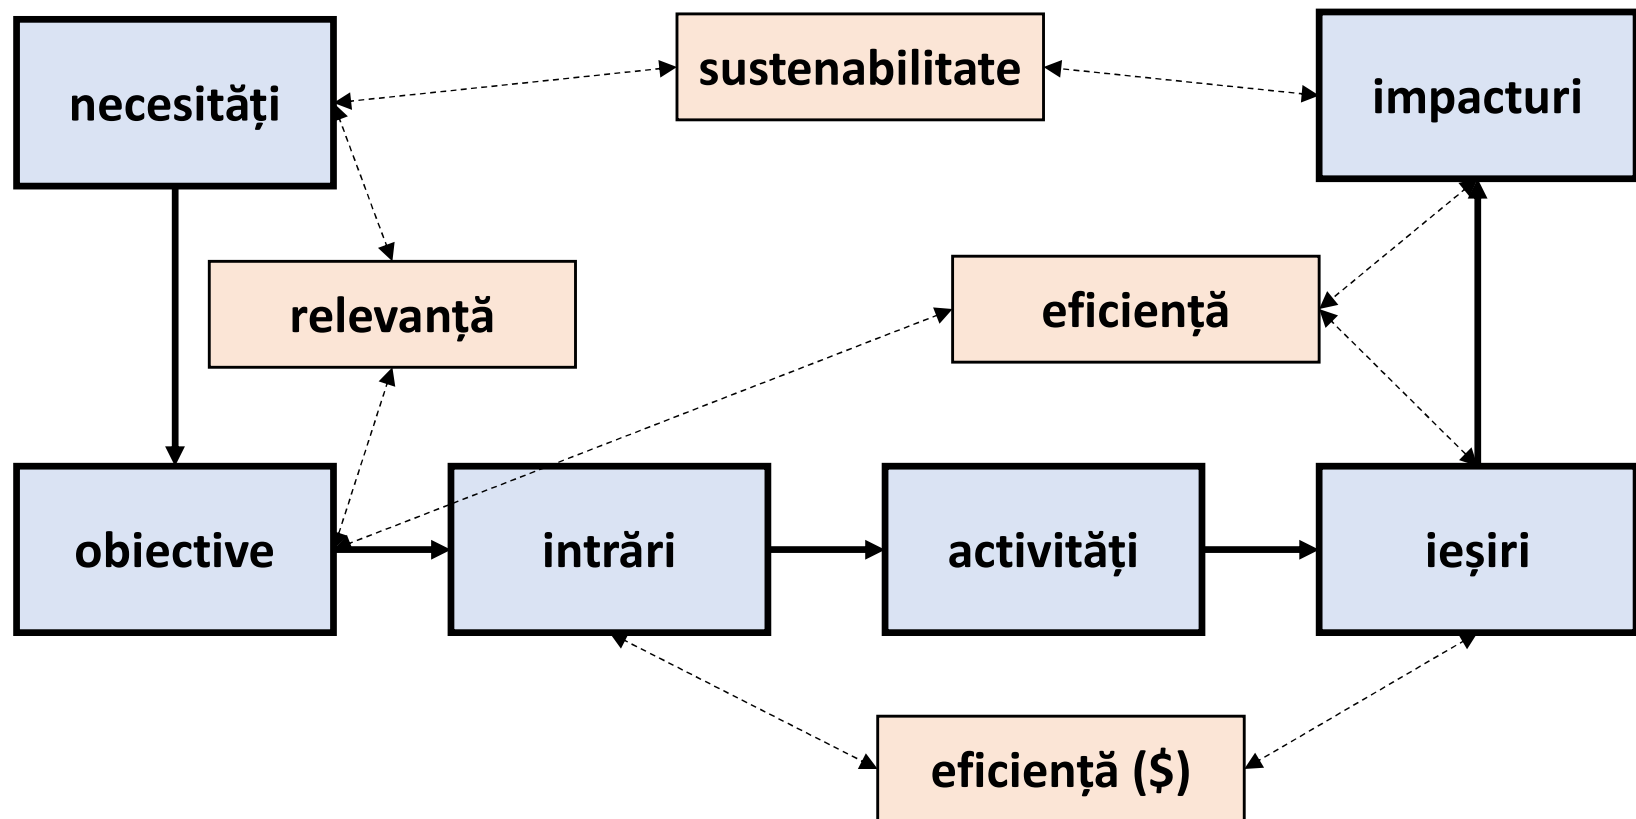 necesități
sustenabilitate
impacturi
relevanță
eficiență
obiective
intrări
activități
ieșiri
eficiență ($)